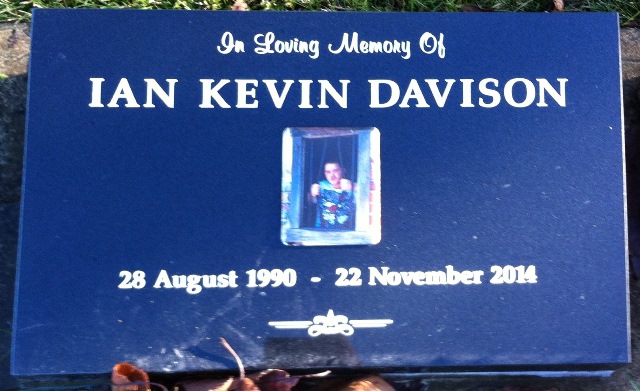 In Loving Memory Of
IAN KEVIN DAVISON
28 August 1990 - 22 November 2014